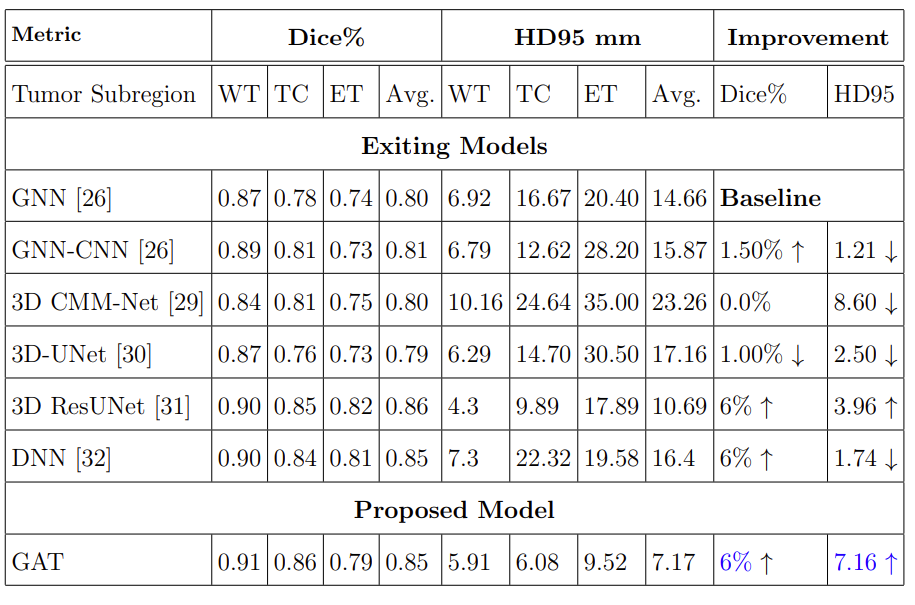 Metric Dice% HD95 mm Improvement
Tumor Subregion WT TC ET Avg. WT TC ET Avg. Dice% HD95
Exiting Models
GNN [26] 0.87 0.78 0.74 0.80 6.92 16.67 20.40 14.66 Baseline
GNN-CNN [26] 0.89 0.81 0.73 0.81 6.79 12.62 28.20 15.87 1.50% ↑ 1.21 ↓
3D CMM-Net [29] 0.84 0.81 0.75 0.80 10.16 24.64 35.00 23.26 0.0% 8.60 ↓
3D-UNet [30] 0.87 0.76 0.73 0.79 6.29 14.70 30.50 17.16 1.00% ↓ 2.50 ↓
3D ResUNet [31] 0.90 0.85 0.82 0.86 4.3 9.89 17.89 10.69 6% ↑ 3.96 ↑
DNN [32] 0.90 0.84 0.81 0.85 7.3 22.32 19.58 16.4 6% ↑ 1.74 ↓
Proposed Model
GAT 0.91 0.86 0.79 0.85 5.91 6.08 9.52 7.17 6% ↑ 7.16 ↑